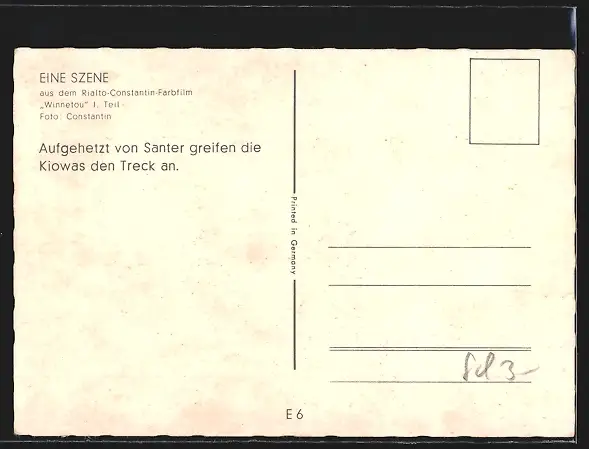 EINE SZENE
aus dem Rialto-Constantin-Farbfilm
„Winnetou" I. Teil
Foto: Constantin
Aufgehetzt von Santer greifen die
Kiowas den Treck an.
Printed in Germany
E 6